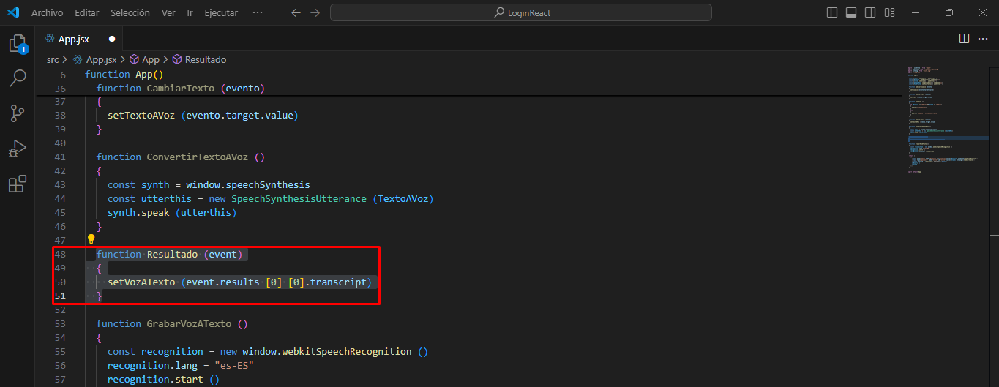 Archivo Editar Selección Ver Ir Ejecutar ··· LoginReact
App.jsx
1
src > App.jsx > App > Resultado
6 function App()
36 function CambiarTexto (evento)
37 {
38 setTextoAVoz (evento.target.value)
39 }
40
41 function ConvertirTextoAVoz ()
42 {
43 const synth = window.speechSynthesis
44 const utterthis = new SpeechSynthesisUtterance (TextoAVoz)
45 synth.speak (utterthis)
46 }
47
48 function Resultado (event)
49 {
50 setVozATexto (event.results [0] [0].transcript)
51 }
52
53 function GrabarVozATexto ()
54 {
55 const recognition = new window.webkitSpeechRecognition ()
56 recognition.lang = "es-ES"
57 recognition.start ()